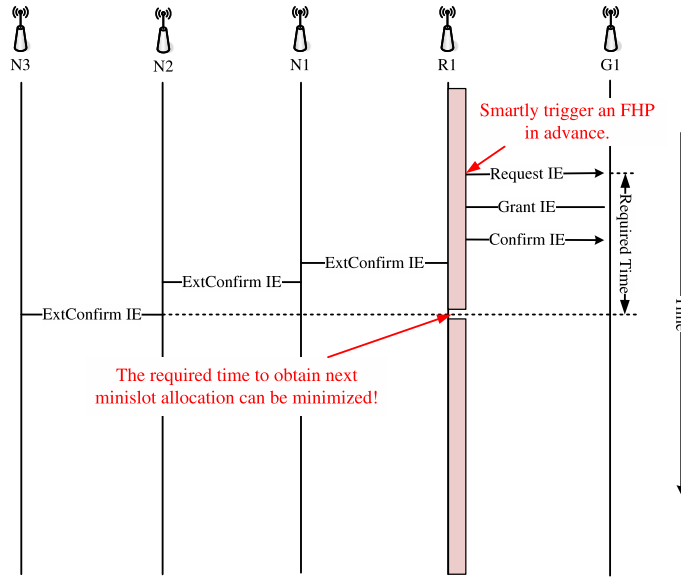 N3
N2
N1
R1
G1
Smartly trigger an FHP
in advance.
Request IE
Grant IE
Confirm IE
Required Time
ExtConfirm IE
ExtConfirm IE
ExtConfirm IE
The required time to obtain next
minislot allocation can be minimized!